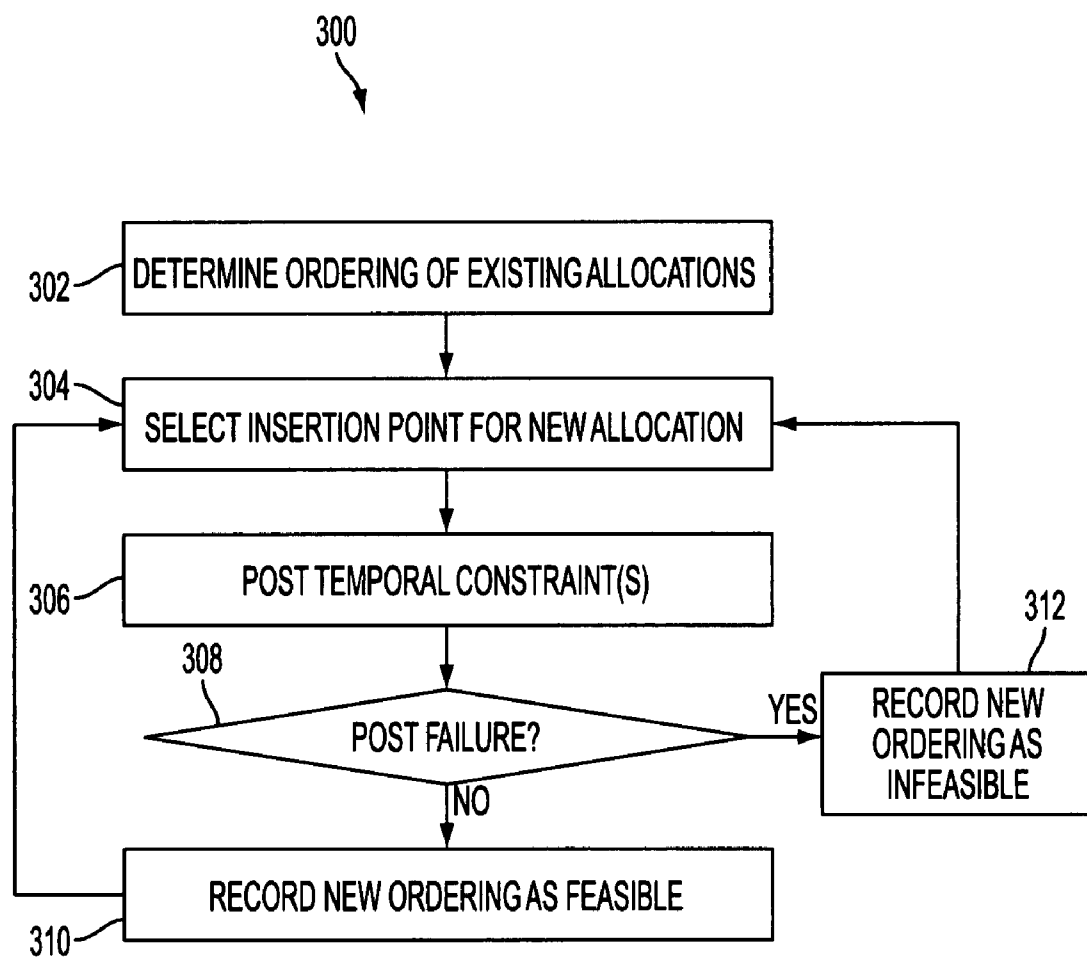 300
302
DETERMINE ORDERING OF EXISTING ALLOCATIONS
304
SELECT INSERTION POINT FOR NEW ALLOCATION
306
POST TEMPORAL CONSTRAINT(S)
308
POST FAILURE?
YES
312
RECORD NEW
ORDERING AS
INFEASIBLE
NO
RECORD NEW ORDERING AS FEASIBLE
310